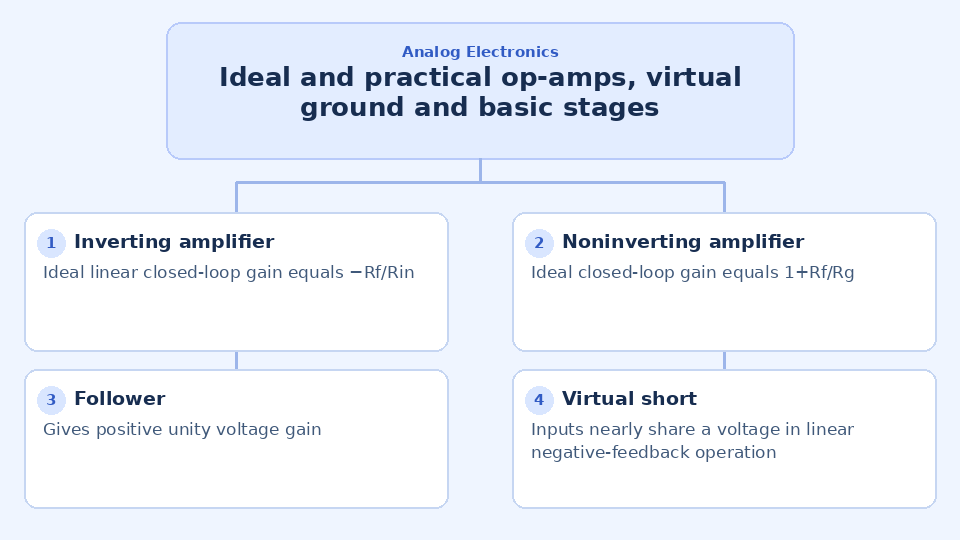 Analog Electronics
Ideal and practical op-amps, virtual
ground and basic stages
1 Inverting amplifier
Ideal linear closed-loop gain equals −Rf/Rin
2 Noninverting amplifier
Ideal closed-loop gain equals 1+Rf/Rg
3 Follower
Gives positive unity voltage gain
4 Virtual short
Inputs nearly share a voltage in linear
negative-feedback operation